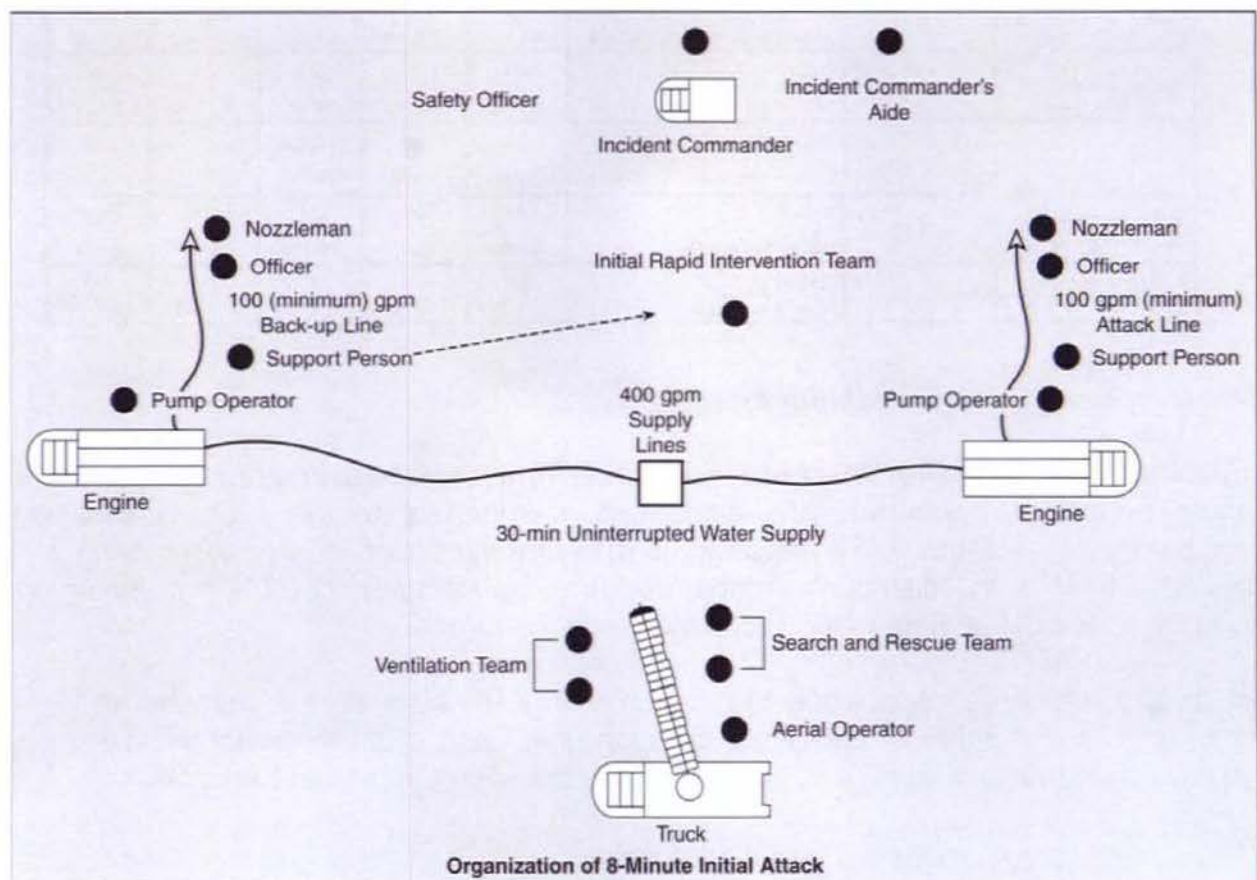 Safety Officer
Incident Commander's
Aide
Incident Commander
Nozzleman
Officer
100 (minimum) gpm
Back-up Line
Support Person
Pump Operator
Engine
Initial Rapid Intervention Team
Nozzleman
Officer
100 gpm (minimum)
Attack Line
Support Person
Pump Operator
Engine
400 gpm
Supply
Lines
30-min Uninterrupted Water Supply
Ventilation Team
Search and Rescue Team
Aerial Operator
Truck
Organization of 8-Minute Initial Attack